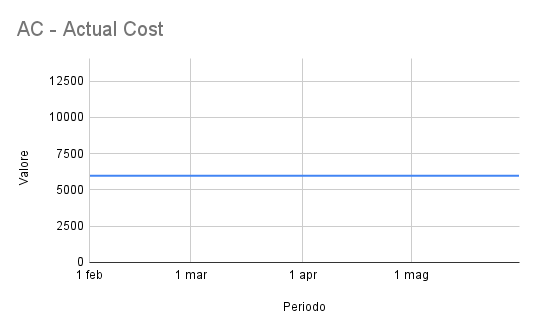 AC - Actual Cost
12500
10000
7500
5000
2500
0
Valore
1 feb
1 mar
1 apr
1 mag
Periodo